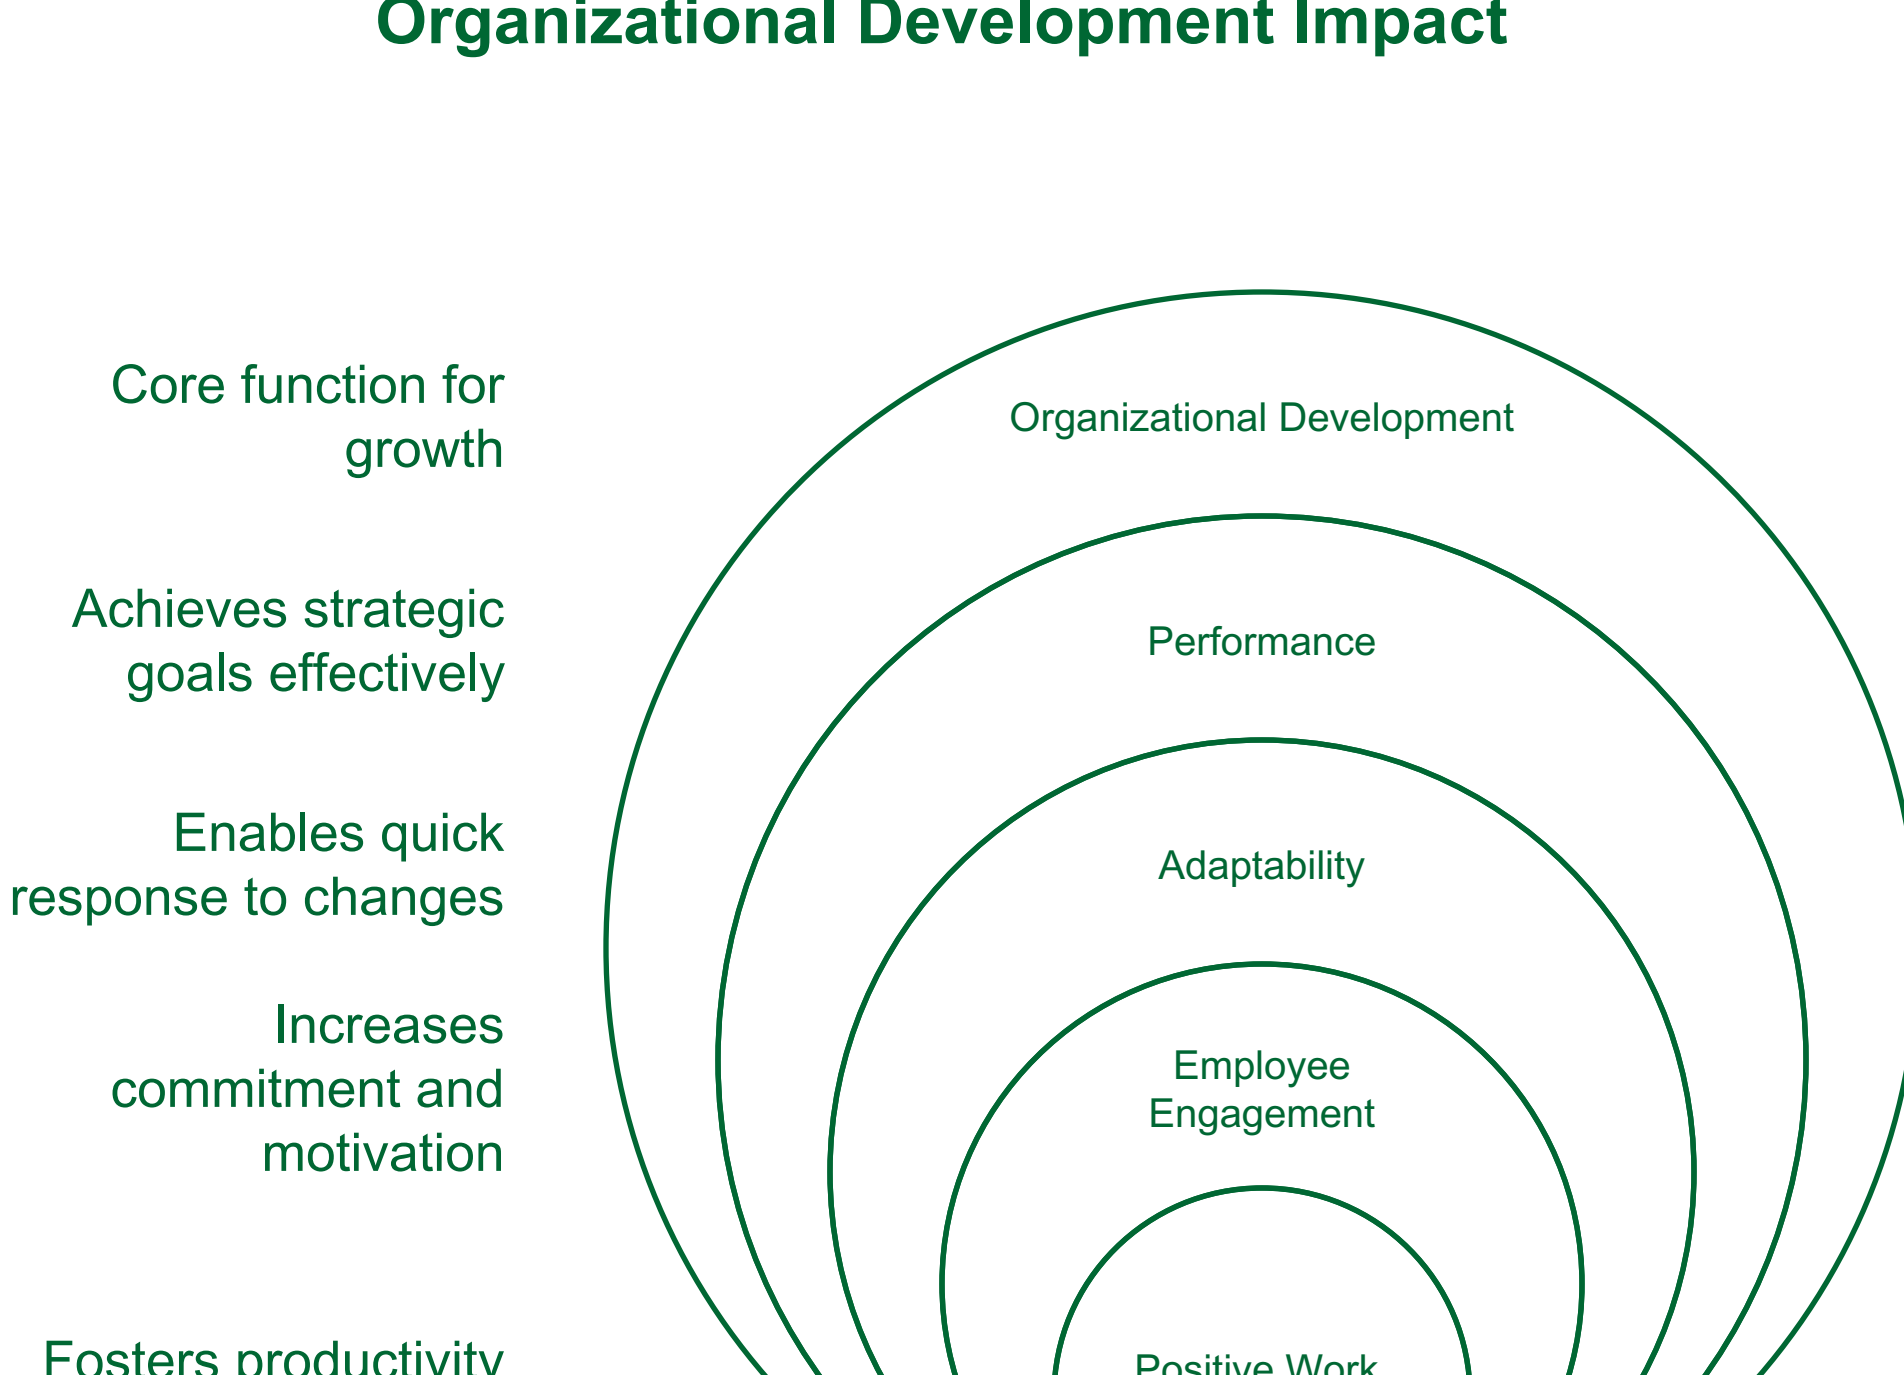 Organizational Development Impact
Core function for
growth
Organizational Development
Achieves strategic
goals effectively
Performance
Enables quick
response to changes
Adaptability
Increases
commitment and
motivation
Employee
Engagement
Fosters productivity
Positive Work